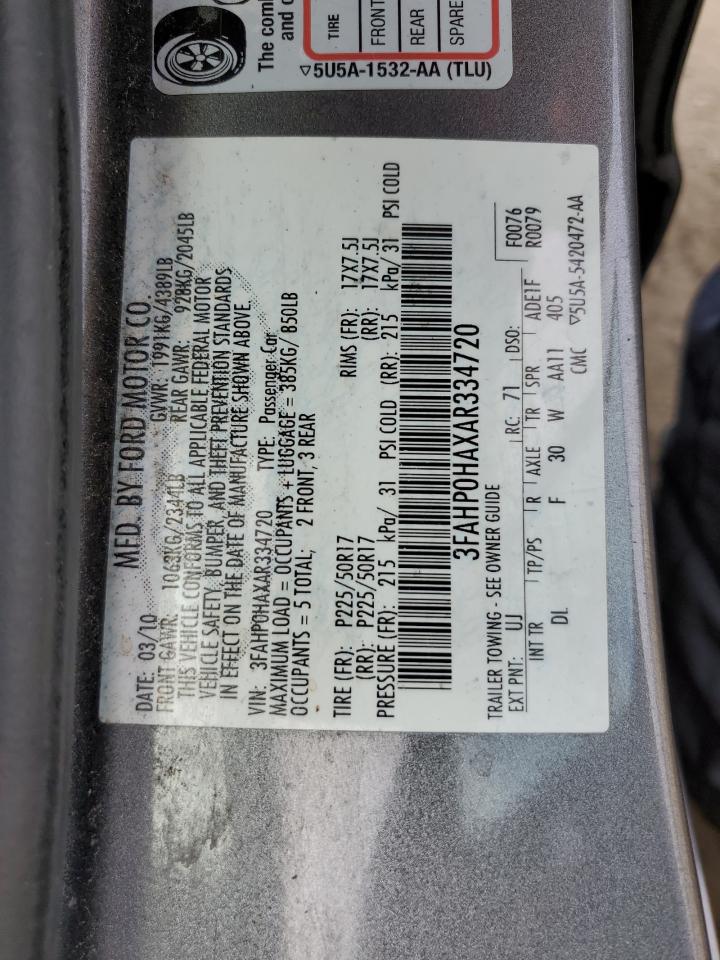 The comb
and o
TIRE
FRONT
REAR
SPARE
▽5U5A-1532-AA (TLU)
MFD. BY FORD MOTOR CO.
DATE: 03/10 GVWR: 1991KG/4389LB
FRONT GAWR: 1063KG/2344LB REAR GAWR: 928KG/2045LB
THIS VEHICLE CONFORMS TO ALL APPLICABLE FEDERAL MOTOR
VEHICLE SAFETY, BUMPER, AND THEFT PREVENTION STANDARDS
IN EFFECT ON THE DATE OF MANUFACTURE SHOWN ABOVE.
VIN: 3FAHP0HAXAR334720 TYPE: Passenger Car
MAXIMUM LOAD = OCCUPANTS + LUGGAGE = 385KG/ 850LB
OCCUPANTS = 5 TOTAL; 2 FRONT, 3 REAR
TIRE (FR): P225/50R17 RIMS (FR): 17X7.5J
(RR): P225/50R17 (RR): 17X7.5J
PRESSURE (FR): 215 kPa/ 31 PSI COLD (RR): 215 kPa/ 31 PSI COLD
3FAHP0HAXAR334720
TRAILER TOWING - SEE OWNER GUIDE F0076
EXT PNT: UJ RC: 71 DSO: R0079
INT TR TP/PS R AXLE TR SPR ADE1F
DL F 30 W AA11 405
CMC ▽5U5A-5420472-AA